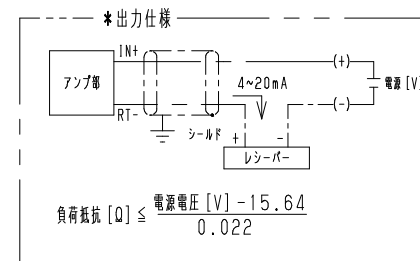 *出力仕様
IN+
アンプ部
RT-
シールド
4~20mA
(+)
電源 [V]
(-)
+ -
レシーバー
負荷抵抗 [Ω] ≦ 電源電圧 [V] -15.64
0.022